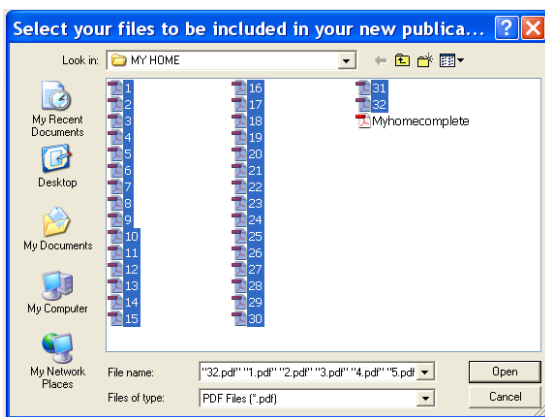 Select your files to be included in your new publica...
Look in: MY HOME
My Recent
Documents
Desktop
My Documents
My Computer
My Network
Places
1
2
3
4
5
6
7
8
9
10
11
12
13
14
15
16
17
18
19
20
21
22
23
24
25
26
27
28
29
30
31
32
Myhomecomplete
File name: "32.pdf" "1.pdf" "2.pdf" "3.pdf" "4.pdf" "5.pdf
Open
Files of type: PDF Files (*.pdf)
Cancel